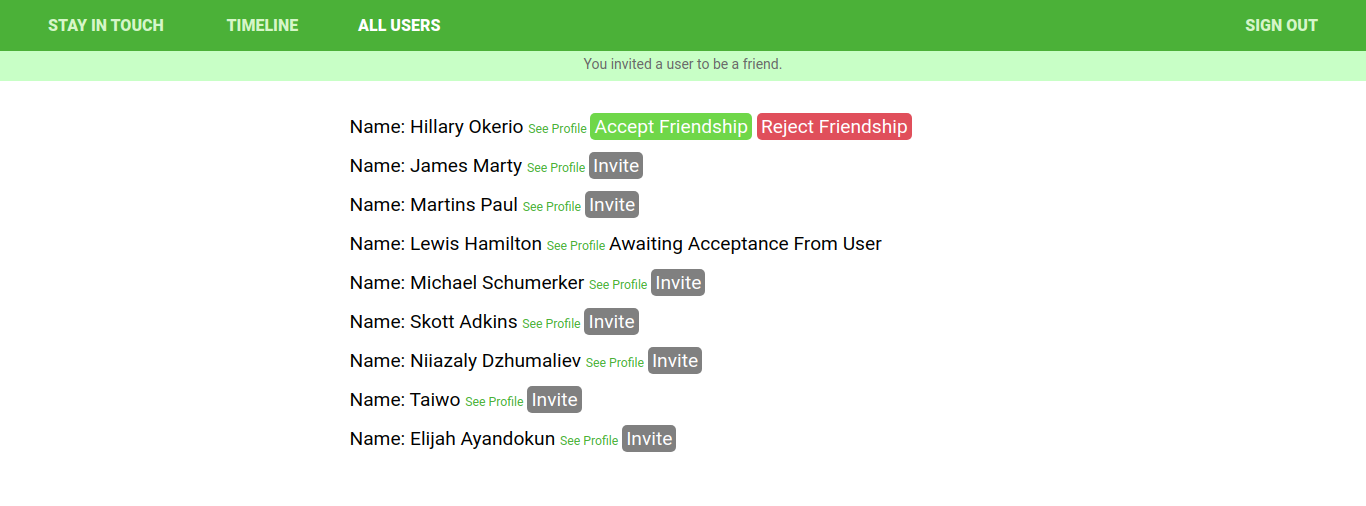 STAY IN TOUCH TIMELINE ALL USERS SIGN OUT
You invited a user to be a friend.
Name: Hillary Okerio See Profile Accept Friendship Reject Friendship
Name: James Marty See Profile Invite
Name: Martins Paul See Profile Invite
Name: Lewis Hamilton See Profile Awaiting Acceptance From User
Name: Michael Schumerker See Profile Invite
Name: Skott Adkins See Profile Invite
Name: Niiazaly Dzhumaliev See Profile Invite
Name: Taiwo See Profile Invite
Name: Elijah Ayandokun See Profile Invite